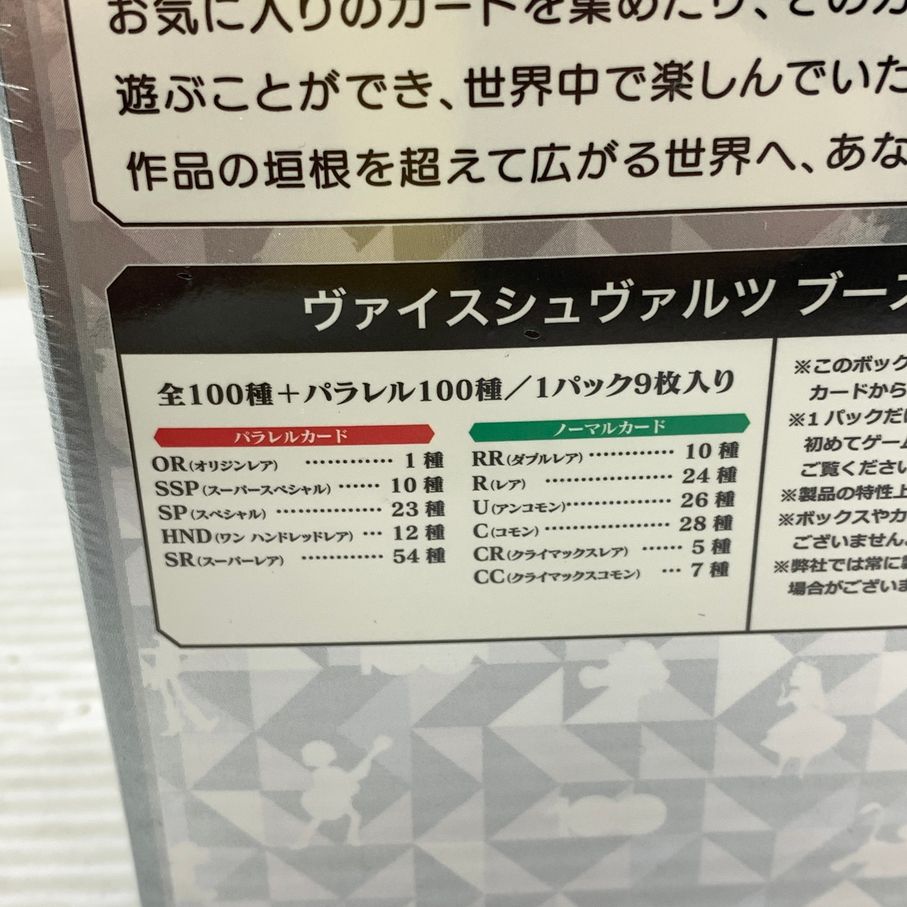 お気に入りのカードを集めたり、どのカ
遊ぶことができ、世界中で楽しんでいた
作品の垣根を超えて広がる世界へ、あな
ヴァイスシュヴァルツ ブース
全100種＋パラレル100種／1パック9枚入り
パラレルカード
OR(オリジンレア) ………… 1種
SSP(スーパースペシャル) …… 10種
SP(スペシャル) ………… 23種
HND(ワン ハンドレッドレア) … 12種
SR(スーパーレア) ………… 54種
ノーマルカード
RR(ダブルレア) ………… 10種
R(レア) ………… 24種
U(アンコモン) ………… 26種
C(コモン) ………… 28種
CR(クライマックスレア) …… 5種
CC(クライマックスコモン) … 7種
※このボック
カードから
※1パックだけ
初めてゲーム
ご覧ください
※製品の特性上
※ボックスやカ
ございません。
※弊社では常に
場合がございま